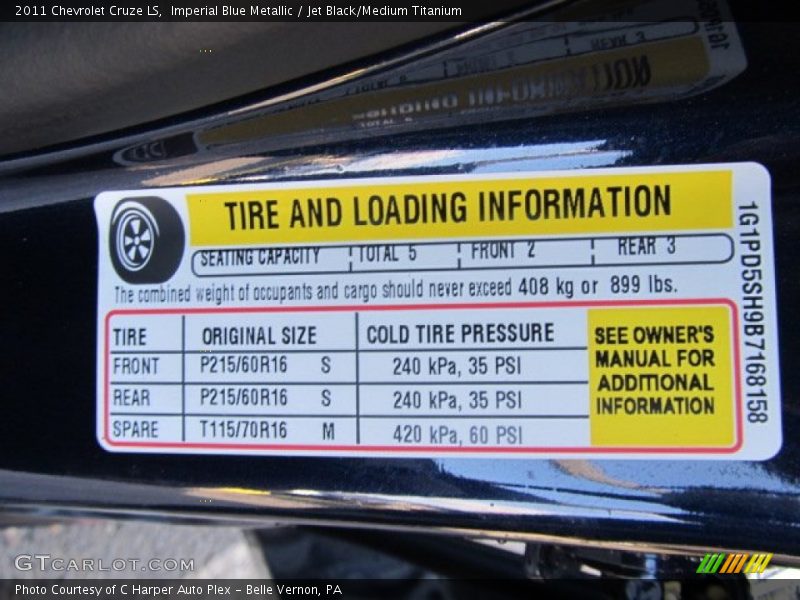 2011 Chevrolet Cruze LS, Imperial Blue Metallic / Jet Black/Medium Titanium
TIRE AND LOADING INFORMATION
SEATING CAPACITY TOTAL 5 FRONT 2 REAR 3
The combined weight of occupants and cargo should never exceed 408 kg or 899 lbs.
TIRE ORIGINAL SIZE COLD TIRE PRESSURE
FRONT P215/60R16 S 240 kPa, 35 PSI
REAR P215/60R16 S 240 kPa, 35 PSI
SPARE T115/70R16 M 420 kPa, 60 PSI
SEE OWNER'S
MANUAL FOR
ADDITIONAL
INFORMATION
1G1PD5SH9B7168158
GTCARLOT.COM
Photo Courtesy of C Harper Auto Plex - Belle Vernon, PA